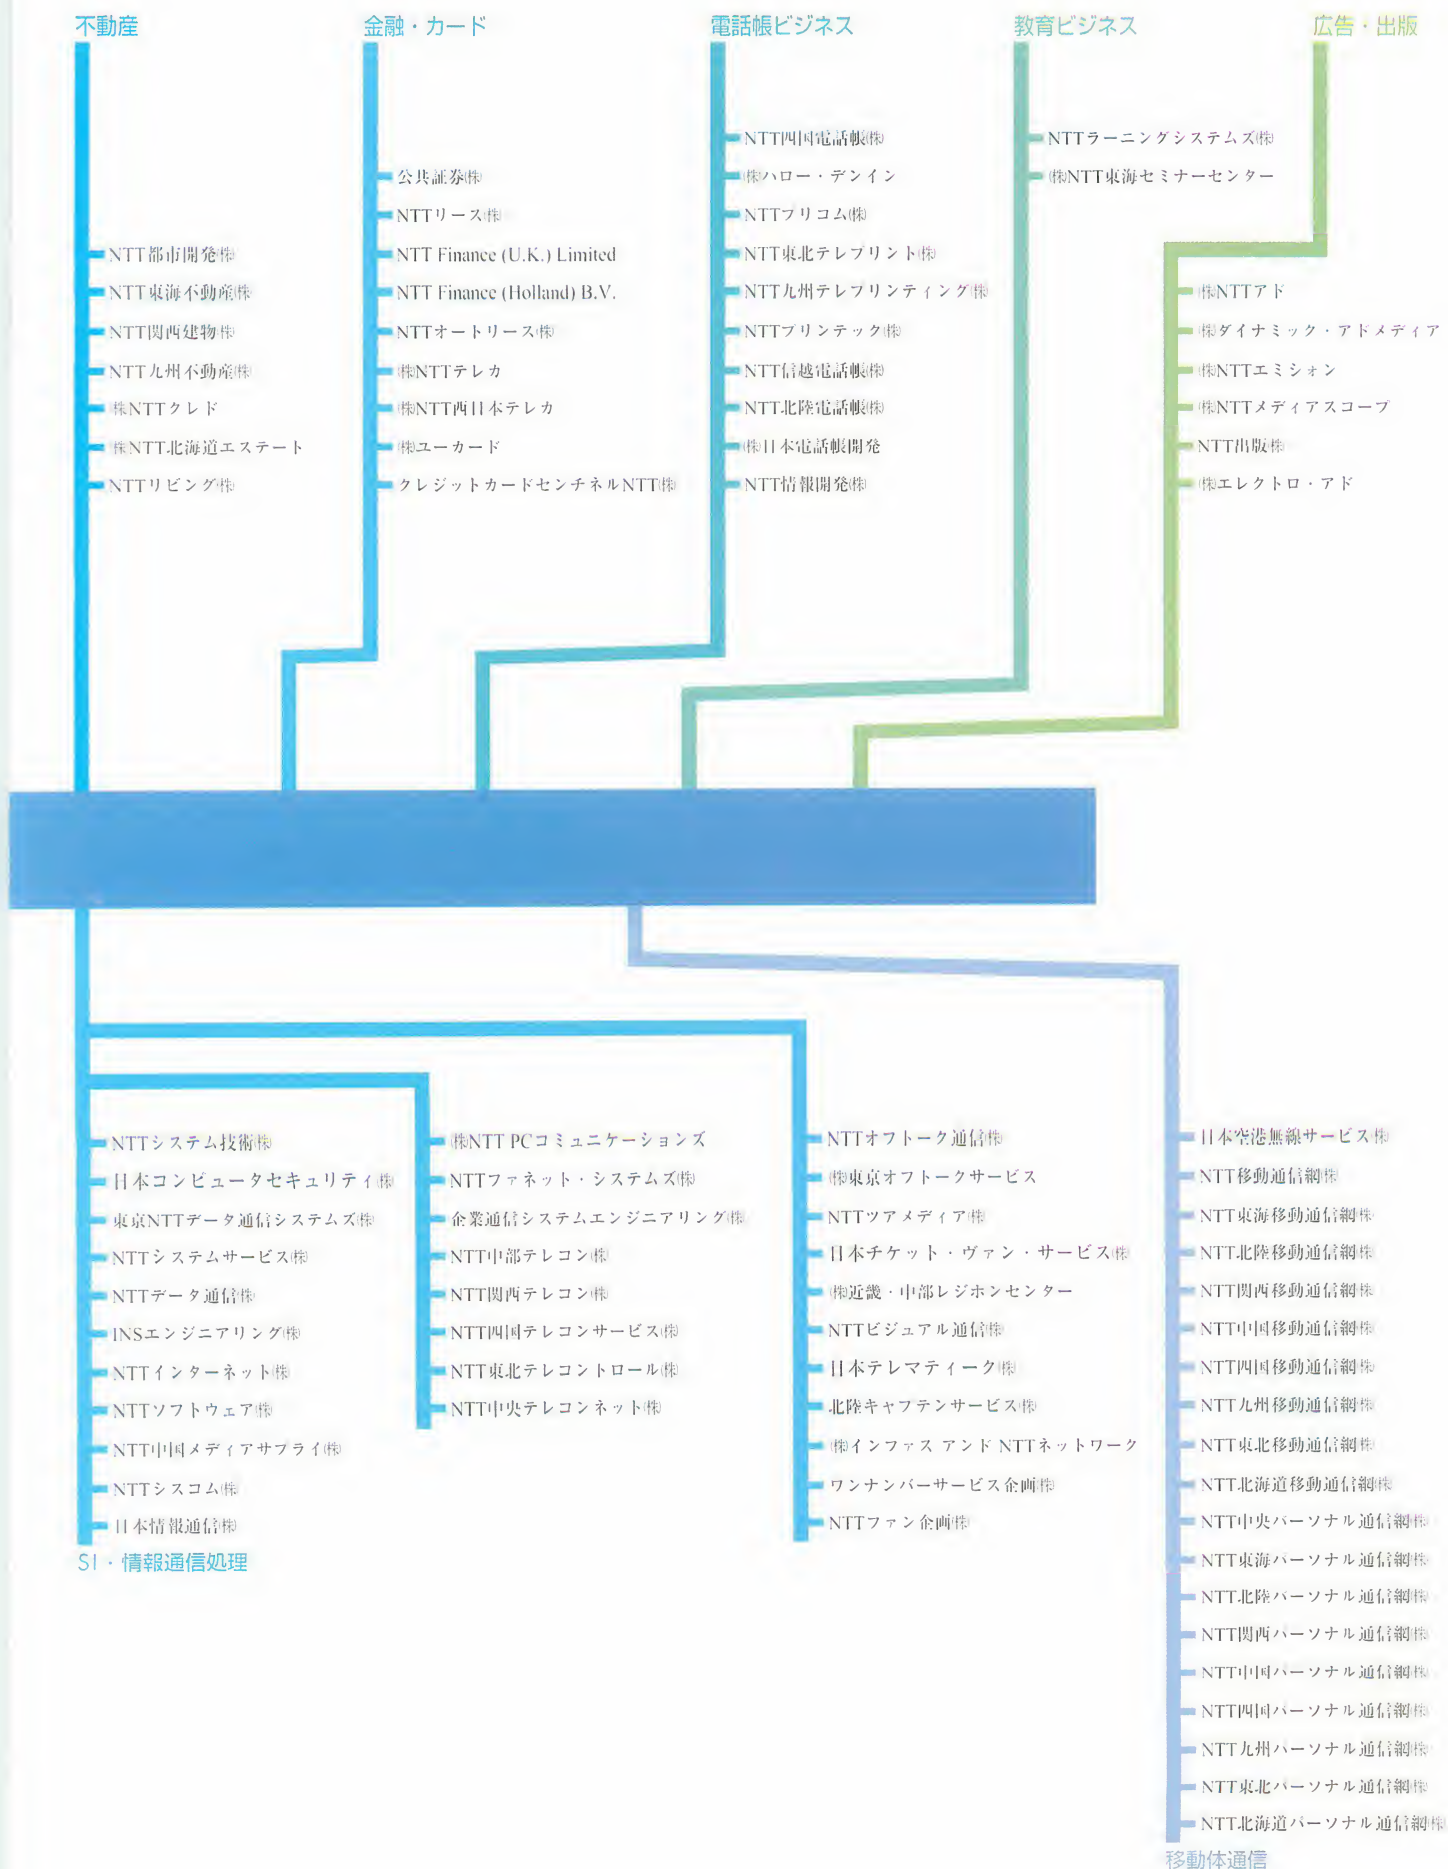 不動産
NTT都市開発㈱
NTT東海不動産㈱
NTT関西建物㈱
NTT九州不動産㈱
㈱NTTクレド
㈱NTT北海道エステート
NTTリビング㈱
金融・カード
公共証券㈱
NTTリース㈱
NTT Finance (U.K.) Limited
NTT Finance (Holland) B.V.
NTTオートリース㈱
㈱NTTテレカ
㈱NTT西日本テレカ
㈱ユーカード
クレジットカードセンチネルNTT㈱
電話帳ビジネス
NTT四国電話帳㈱
㈱ハロー・デンイン
NTTプリコム㈱
NTT東北テレプリント㈱
NTT九州テレプリンティング㈱
NTTプリンテック㈱
NTT信越電話帳㈱
NTT北陸電話帳㈱
㈱日本電話帳開発
NTT情報開発㈱
教育ビジネス
NTTラーニングシステムズ㈱
㈱NTT東海セミナーセンター
広告・出版
㈱NTTアド
㈱ダイナミック・アドメディア
㈱NTTエミション
㈱NTTメディアスコープ
NTT出版㈱
㈱エレクトロ・アド
NTTシステム技術㈱
日本コンピュータセキュリティ㈱
東京NTTデータ通信システムズ㈱
NTTシステムサービス㈱
NTTデータ通信㈱
INSエンジニアリング㈱
NTTインターネット㈱
NTTソフトウェア㈱
NTT中国メディアサプライ㈱
NTTシスコム㈱
日本情報通信㈱
SI・情報通信処理
㈱NTT PCコミュニケーションズ
NTTファネット・システムズ㈱
企業通信システムエンジニアリング㈱
NTT中部テレコン㈱
NTT関西テレコン㈱
NTT四国テレコンサービス㈱
NTT東北テレコントロール㈱
NTT中央テレコンネット㈱
NTTオフトーク通信㈱
㈱東京オフトークサービス
NTTツアメディア㈱
日本チケット・ヴァン・サービス㈱
㈱近畿・中部レジホンセンター
NTTビジュアル通信㈱
日本テレマティーク㈱
北陸キャプテンサービス㈱
㈱インファス アンド NTTネットワーク
ワンナンバーサービス企画㈱
NTTファン企画㈱
日本空港無線サービス㈱
NTT移動通信網㈱
NTT東海移動通信網㈱
NTT北陸移動通信網㈱
NTT関西移動通信網㈱
NTT中国移動通信網㈱
NTT四国移動通信網㈱
NTT九州移動通信網㈱
NTT東北移動通信網㈱
NTT北海道移動通信網㈱
NTT中央パーソナル通信網㈱
NTT東海パーソナル通信網㈱
NTT北陸パーソナル通信網㈱
NTT関西パーソナル通信網㈱
NTT中国パーソナル通信網㈱
NTT四国パーソナル通信網㈱
NTT九州パーソナル通信網㈱
NTT東北パーソナル通信網㈱
NTT北海道パーソナル通信網㈱
移動体通信